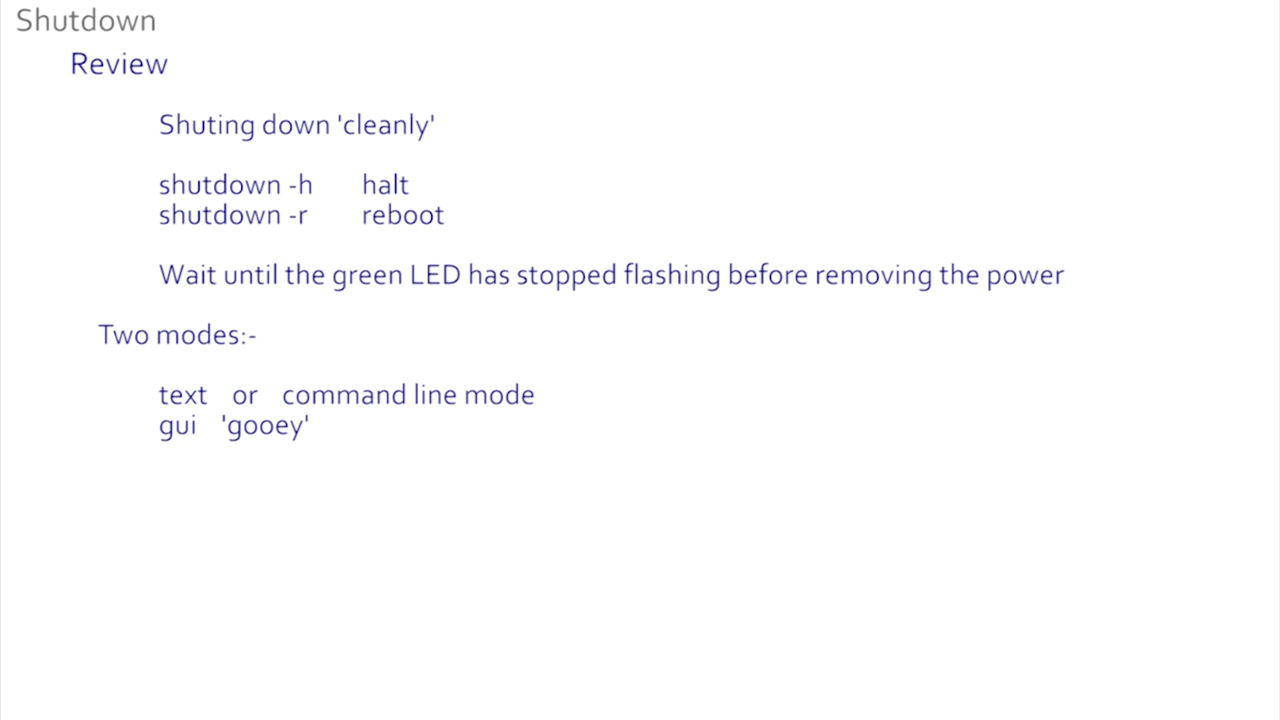 Shutdown
Review
Shuting down 'cleanly'
shutdown -h halt
shutdown -r reboot
Wait until the green LED has stopped flashing before removing the power
Two modes:-
text or command line mode
gui 'gooey'